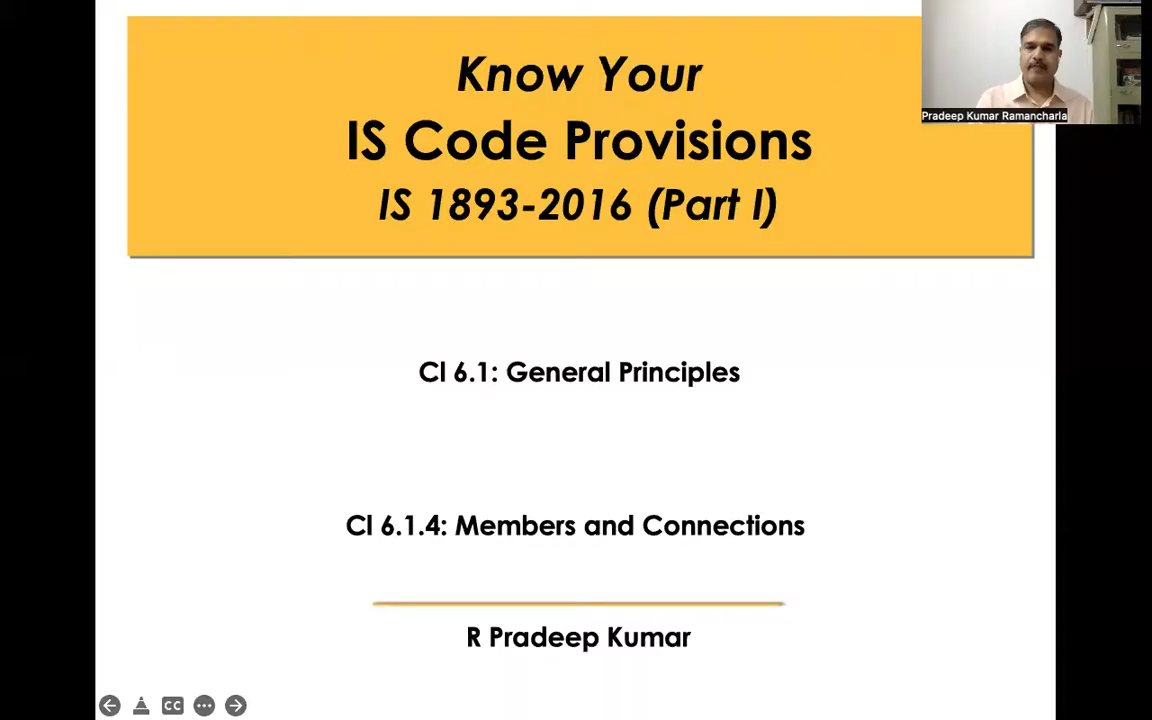 Know Your
IS Code Provisions
IS 1893-2016 (Part I)
Pradeep Kumar Ramancharla
Cl 6.1: General Principles
Cl 6.1.4: Members and Connections
R Pradeep Kumar
CC